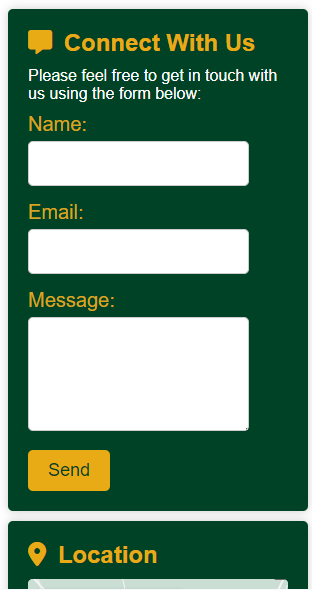 Connect With Us
Please feel free to get in touch with
us using the form below:
Name:
Email:
Message:
Send
Location